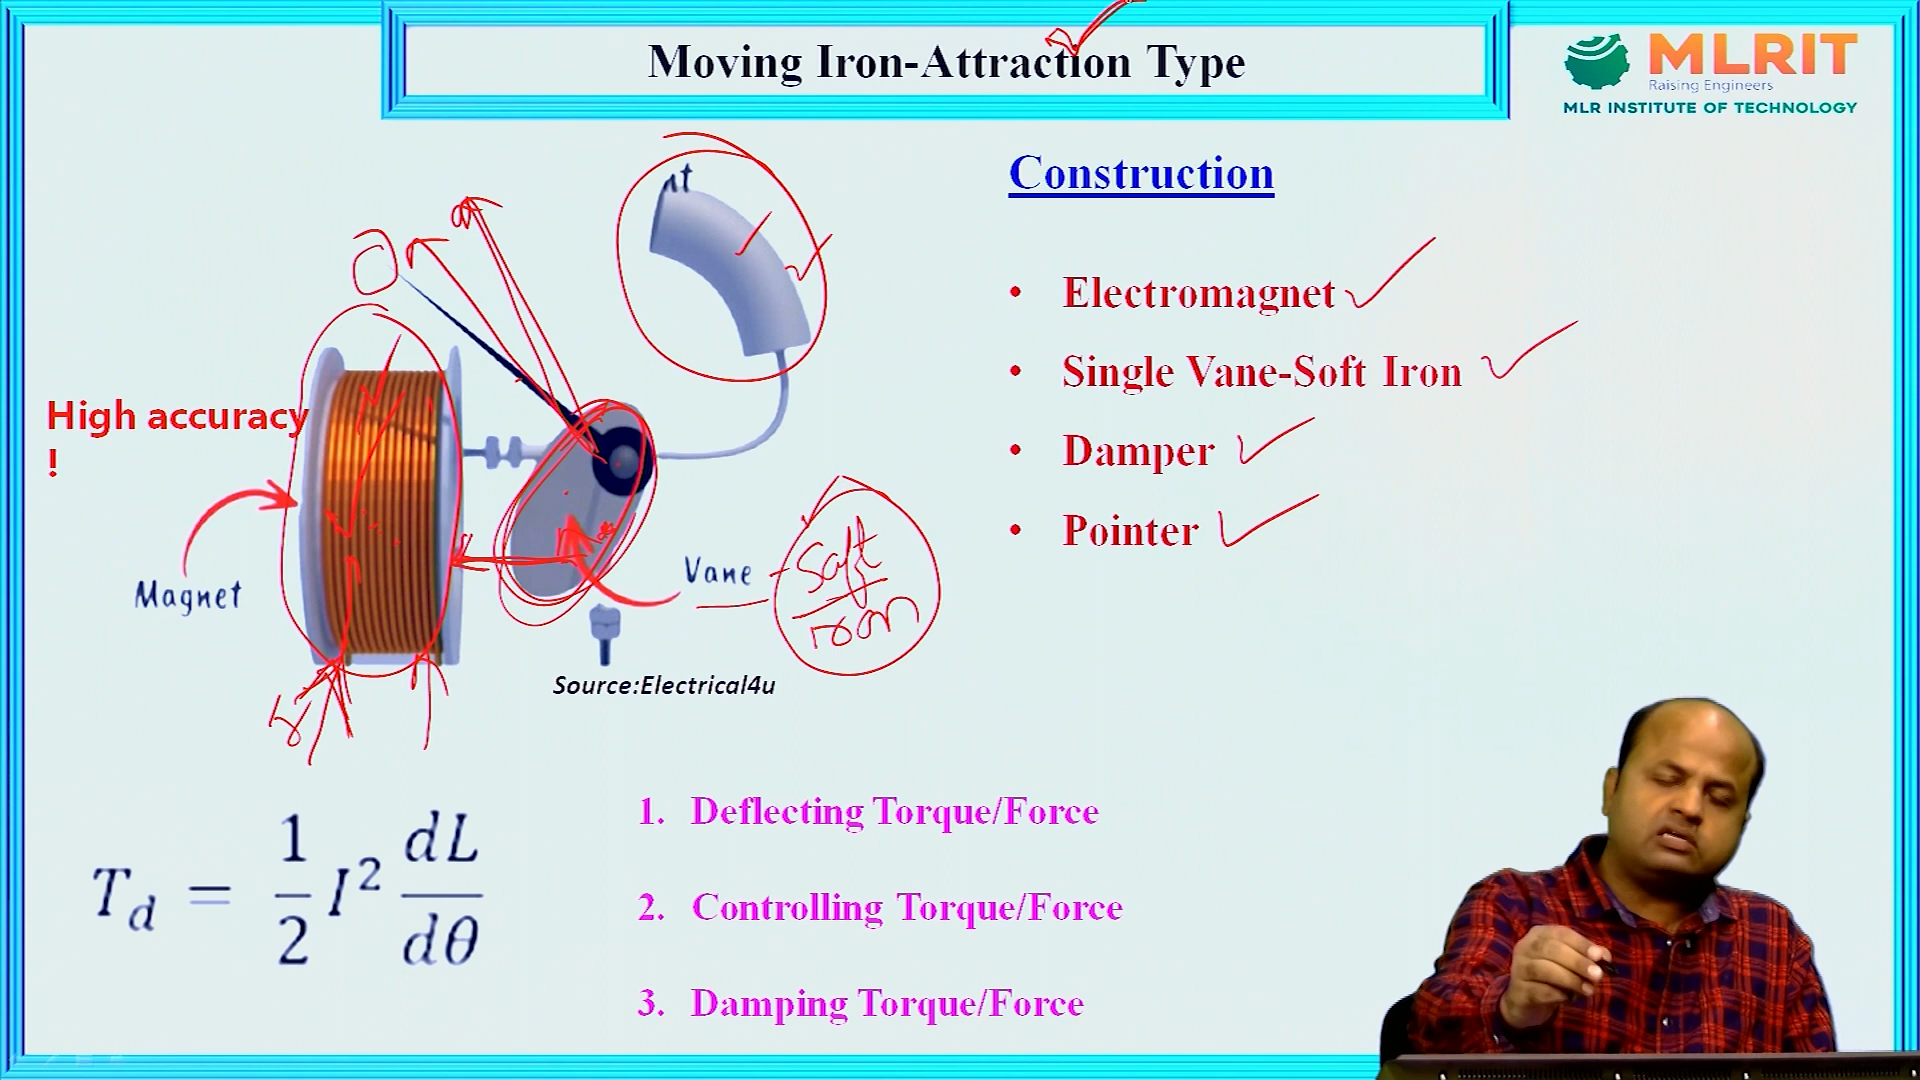 Moving Iron-Attraction Type
MLRIT
Raising Engineers
MLR INSTITUTE OF TECHNOLOGY
Construction
• Electromagnet
• Single Vane-Soft Iron
• Damper
• Pointer
High accuracy
!
Magnet
Vane
Soft
iron
Source:Electrical4u
T_d = 1/2 I² dL/dθ
1. Deflecting Torque/Force
2. Controlling Torque/Force
3. Damping Torque/Force